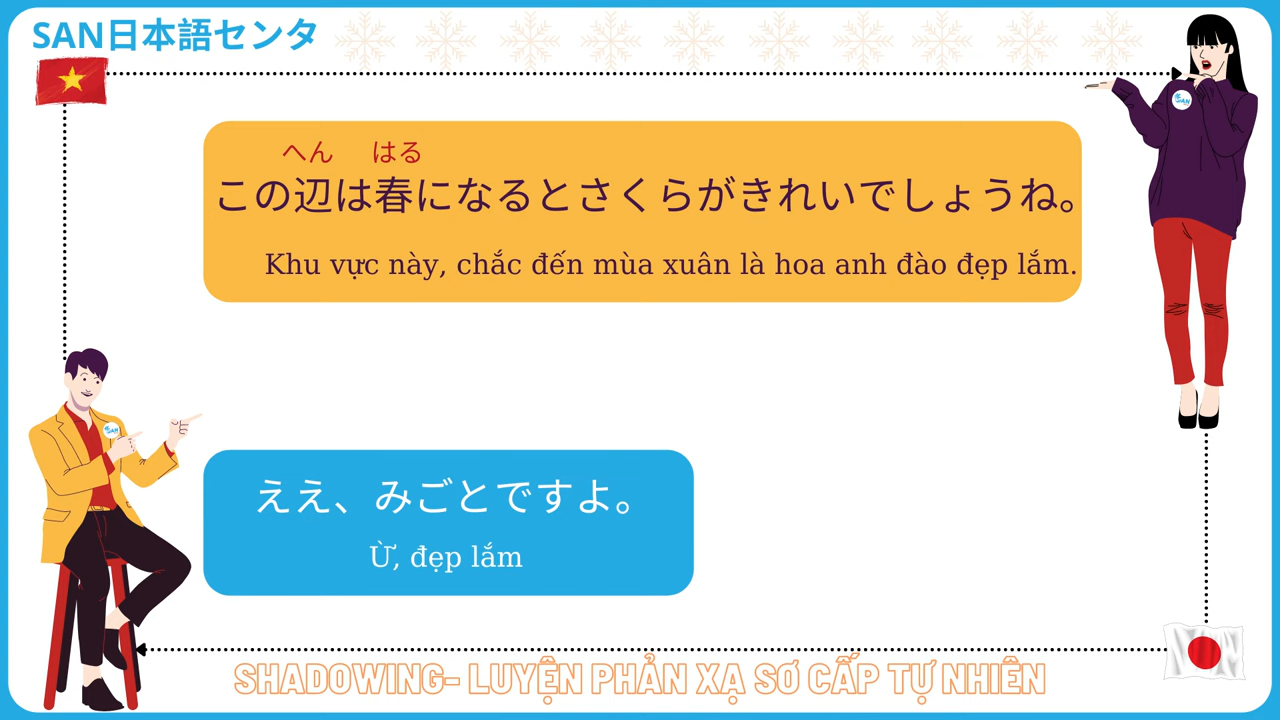 SAN日本語センタ
へん はる
この辺は春になるとさくらがきれいでしょうね。
Khu vực này, chắc đến mùa xuân là hoa anh đào đẹp lắm.
ええ、みごとですよ。
Ừ, đẹp lắm
SHADOWING- LUYỆN PHẢN XẠ SƠ CẤP TỰ NHIÊN